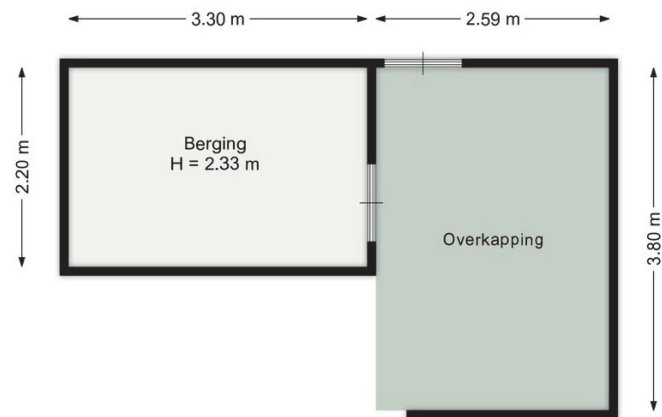 3.30 m
2.59 m
2.20 m
Berging
H = 2.33 m
Overkapping
3.80 m